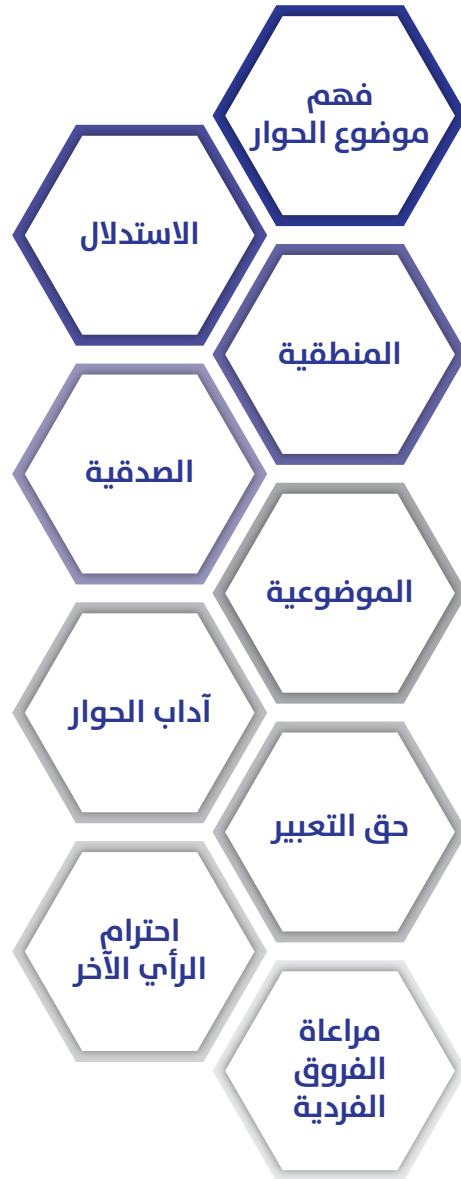 فهم
موضوع الحوار
الاستدلال
المنطقية
الصدقية
الموضوعية
آداب الحوار
حق التعبير
احترام
الرأي الآخر
مراعاة
الفروق
الفردية